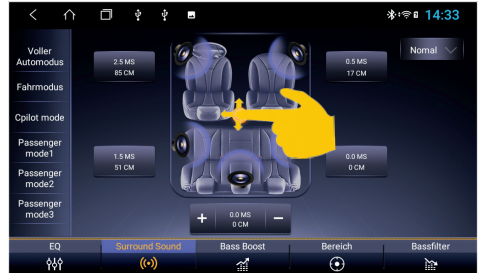 14:33
Voller
Automodus
Fahrmodus
Cpilot mode
Passenger
mode1
Passenger
mode2
Passenger
mode3
2.5 MS
85 CM
0.5 MS
17 CM
Nomal
1.5 MS
51 CM
0.0 MS
0 CM
+ 0.0 MS −
0 CM
EQ
Surround Sound
Bass Boost
Bereich
Bassfilter